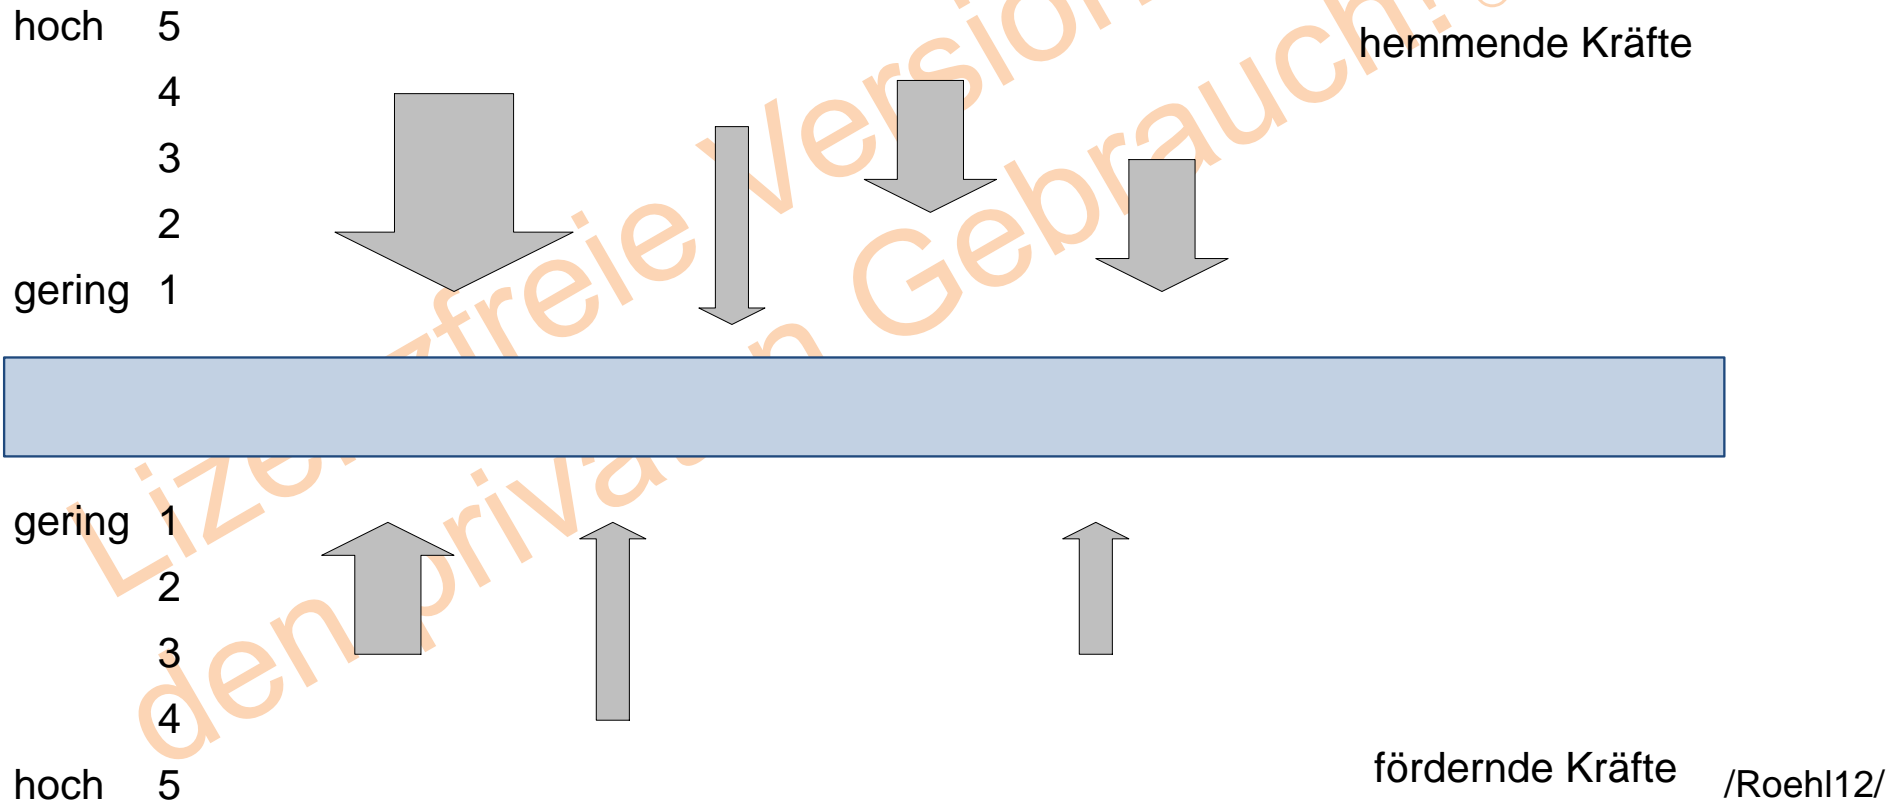 hoch 5
hemmende Kräfte
4
3
2
gering 1
Lizenzfreie Version
den privaten Gebrauch!
gering 1
2
3
4
hoch 5
fördernde Kräfte
/Roehl12/